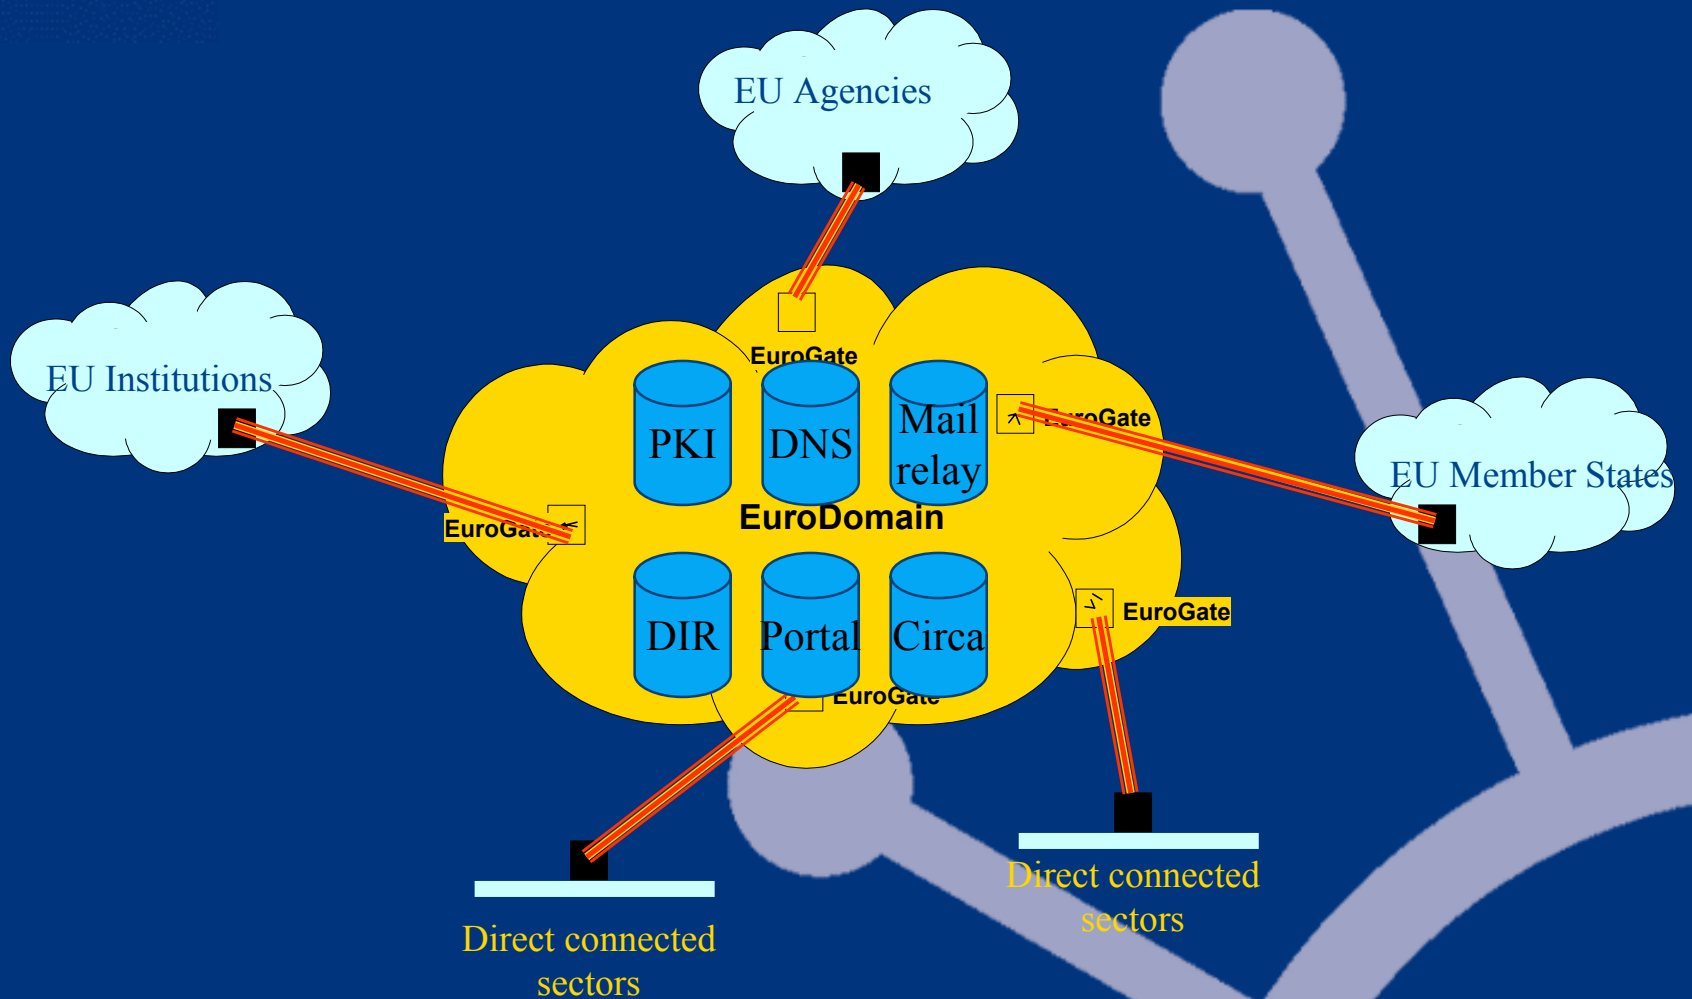 EU Agencies
EuroGate
EU Institutions
PKI
DNS
Mail
relay
EuroGate
EU Member States
EuroGate
EuroDomain
DIR
Portal
Circa
EuroGate
EuroGate
Direct connected
sectors
Direct connected
sectors